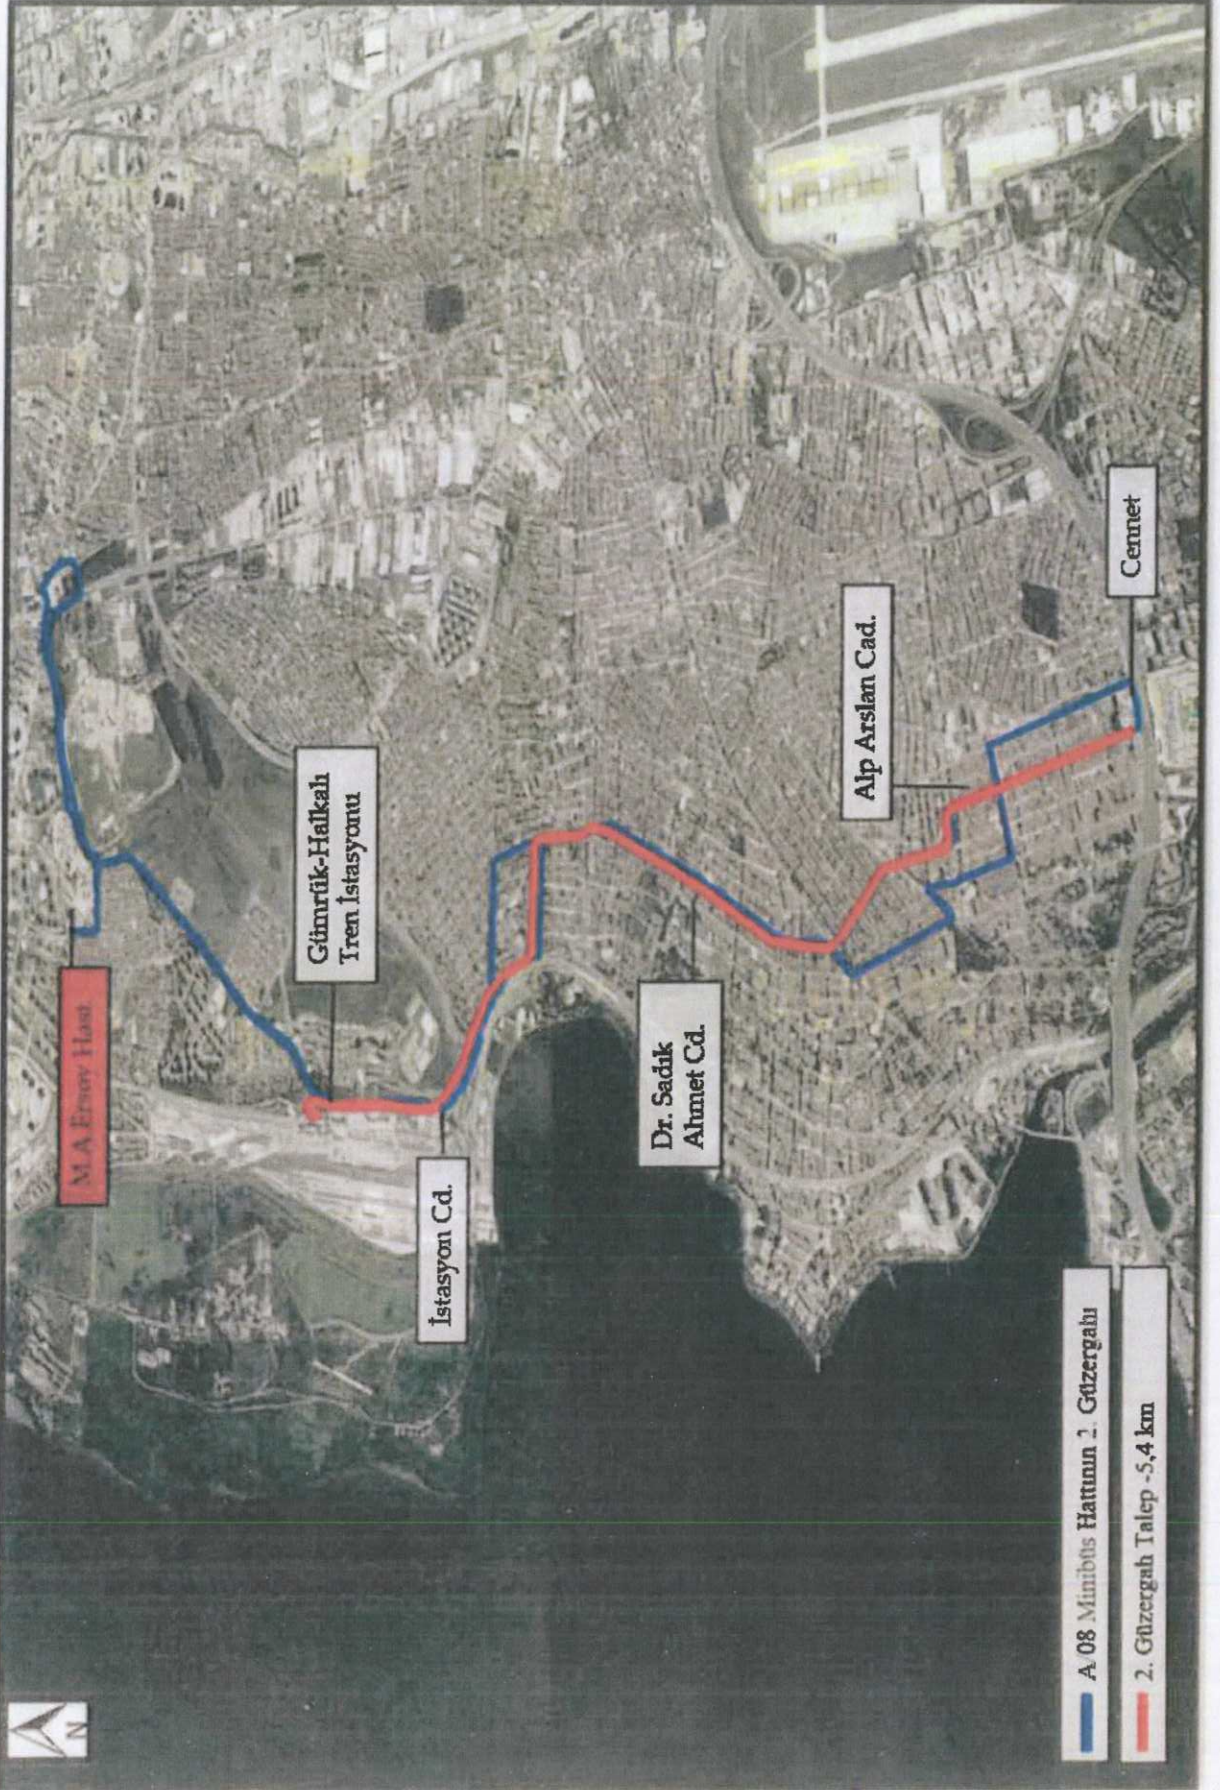 M.A Ersoy Hast
Gümrük-Halkalı
Tren İstasyonu
İstasyon Cd.
Dr. Sadık
Ahmet Cd.
Alp Arslan Cad.
Cennet
A/08 Minibüs Hattının 2. Güzergahı
2. Güzergah Talep -5,4 km
N